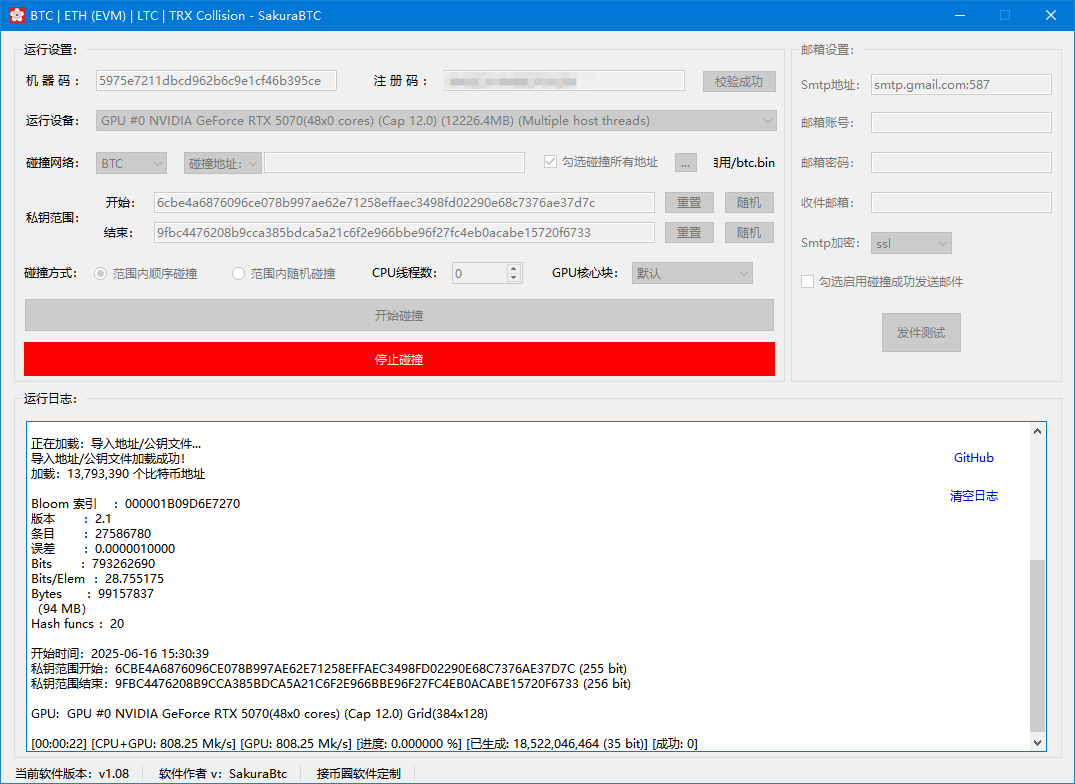 BTC | ETH (EVM) | LTC | TRX Collision - SakuraBTC
运行设置:
机 器 码 : 5975e7211dbcd962b6c9e1cf46b395ce 注 册 码 : 校验成功
运行设备: GPU #0 NVIDIA GeForce RTX 5070(48x0 cores) (Cap 12.0) (12226.4MB) (Multiple host threads)
碰撞网络: BTC 碰撞地址: 勾选碰撞所有地址 ... 用/btc.bin
私钥范围:
开始: 6cbe4a6876096ce078b997ae62e71258effaec3498fd02290e68c7376ae37d7c 重置 随机
结束: 9fbc4476208b9cca385bdca5a21c6f2e966bbe96f27fc4eb0acabe15720f6733 重置 随机
碰撞方式: 范围内顺序碰撞 范围内随机碰撞 CPU线程数: 0 GPU核心块: 默认
开始碰撞
停止碰撞
邮箱设置:
Smtp地址: smtp.gmail.com:587
邮箱账号:
邮箱密码:
收件邮箱:
Smtp加密: ssl
勾选启用碰撞成功发送邮件
发件测试
运行日志:
正在加载: 导入地址/公钥文件...
导入地址/公钥文件加载成功!
加载: 13,793,390 个比特币地址
Bloom 索引 : 000001B09D6E7270
版本 : 2.1
条目 : 27586780
误差 : 0.0000010000
Bits : 793262690
Bits/Elem : 28.755175
Bytes : 99157837
(94 MB)
Hash funcs : 20
开始时间: 2025-06-16 15:30:39
私钥范围开始: 6CBE4A6876096CE078B997AE62E71258EFFAEC3498FD02290E68C7376AE37D7C (255 bit)
私钥范围结束: 9FBC4476208B9CCA385BDCA5A21C6F2E966BBE96F27FC4EB0ACABE15720F6733 (256 bit)
GPU: GPU #0 NVIDIA GeForce RTX 5070(48x0 cores) (Cap 12.0) Grid(384x128)
[00:00:22] [CPU+GPU: 808.25 Mk/s] [GPU: 808.25 Mk/s] [进度: 0.000000 %] [已生成: 18,522,046,464 (35 bit)] [成功: 0]
GitHub
清空日志
当前软件版本: v1.08 软件作者 v: SakuraBtc 接币圈软件定制